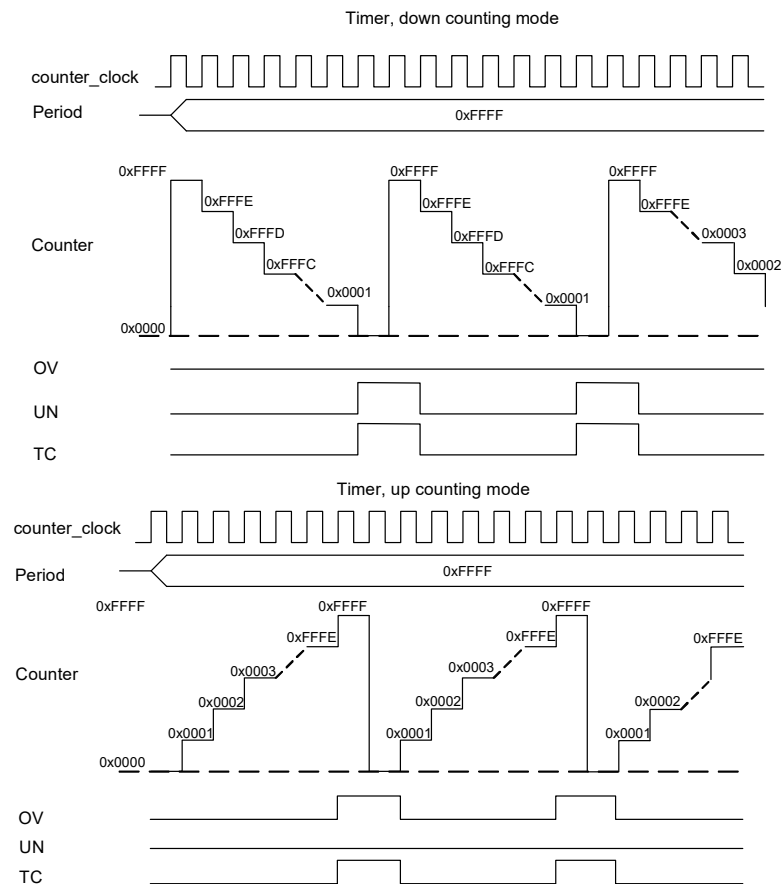 Timer, down counting mode
counter_clock
Period
0xFFFF
0xFFFF 0xFFFF 0xFFFF
0xFFFE 0xFFFE 0xFFFE
0xFFFD 0xFFFD 0x0003
Counter
0xFFFC 0xFFFC 0x0002
0x0001 0x0001
0x0000
OV
UN
TC
Timer, up counting mode
counter_clock
Period
0xFFFF
0xFFFF 0xFFFF 0xFFFF
0xFFFE 0xFFFE 0xFFFE
Counter
0x0003 0x0003
0x0002 0x0002 0x0002
0x0001 0x0001 0x0001
0x0000
OV
UN
TC